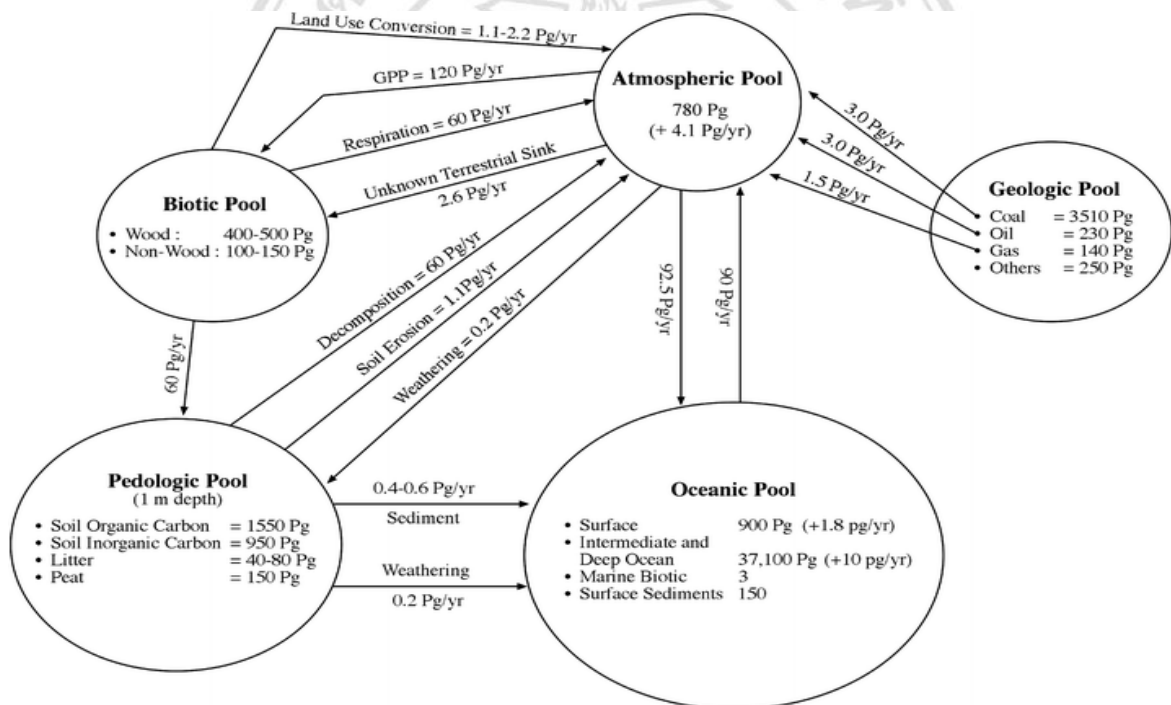 Land Use Conversion = 1.1-2.2 Pg/yr
GPP = 120 Pg/yr
Respiration = 60 Pg/yr
Unknown Terrestrial Sink
2.6 Pg/yr
Atmospheric Pool
780 Pg
(+ 4.1 Pg/yr)
3.0 Pg/yr
3.0 Pg/yr
1.5 Pg/yr
Geologic Pool
• Coal = 3510 Pg
• Oil = 230 Pg
• Gas = 140 Pg
• Others = 250 Pg
Biotic Pool
• Wood : 400-500 Pg
• Non-Wood : 100-150 Pg
60 Pg/yr
Decomposition = 60 Pg/yr
Soil Erosion = 1.1Pg/yr
Weathering = 0.2 Pg/yr
92.5 Pg/yr
90 Pg/yr
Pedologic Pool
(1 m depth)
• Soil Organic Carbon = 1550 Pg
• Soil Inorganic Carbon = 950 Pg
• Litter = 40-80 Pg
• Peat = 150 Pg
0.4-0.6 Pg/yr
Sediment
Weathering
0.2 Pg/yr
Oceanic Pool
• Surface 900 Pg (+1.8 pg/yr)
• Intermediate and
Deep Ocean 37,100 Pg (+10 pg/yr)
• Marine Biotic 3
• Surface Sediments 150